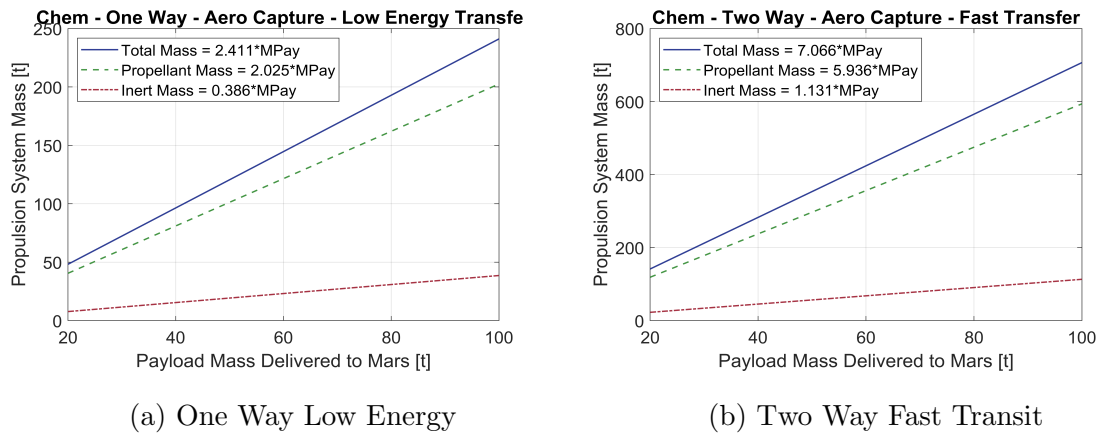 Chem - One Way - Aero Capture - Low Energy Transfe
250
200
150
100
50
0
Propulsion System Mass [t]
Total Mass = 2.411*MPay
Propellant Mass = 2.025*MPay
Inert Mass = 0.386*MPay
20 40 60 80 100
Payload Mass Delivered to Mars [t]
(a) One Way Low Energy
Chem - Two Way - Aero Capture - Fast Transfer
800
600
400
200
0
Propulsion System Mass [t]
Total Mass = 7.066*MPay
Propellant Mass = 5.936*MPay
Inert Mass = 1.131*MPay
20 40 60 80 100
Payload Mass Delivered to Mars [t]
(b) Two Way Fast Transit